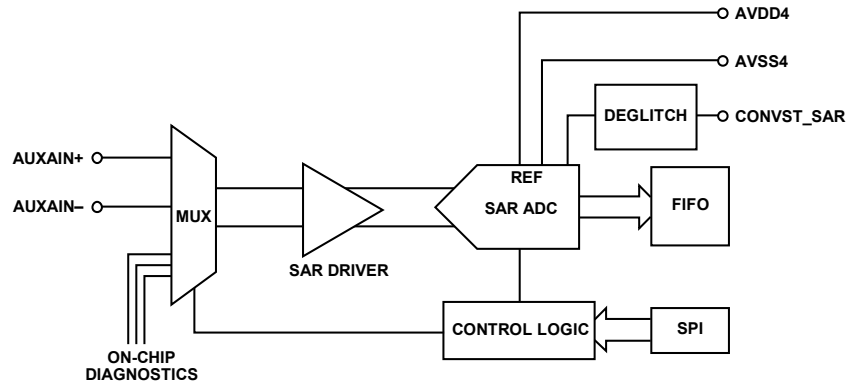 AVDD4
AVSS4
DEGLITCH
CONVST_SAR
AUXAIN+
AUXAIN–
MUX
REF
SAR ADC
FIFO
SAR DRIVER
CONTROL LOGIC
SPI
ON-CHIP
DIAGNOSTICS